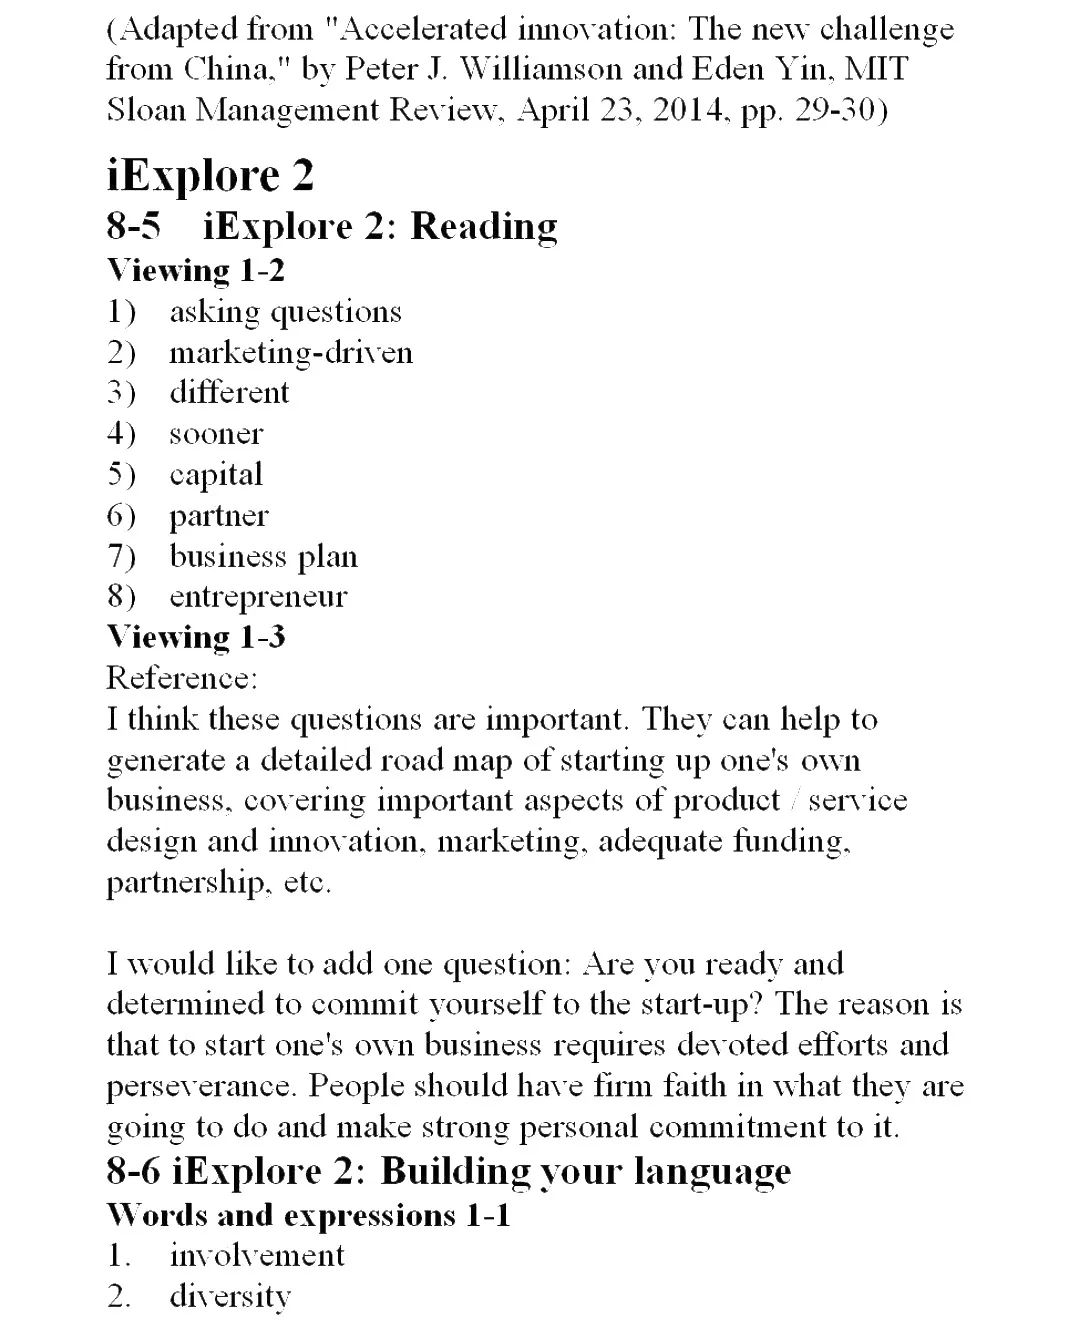 (Adapted from "Accelerated innovation: The new challenge
from China," by Peter J. Williamson and Eden Yin, MIT
Sloan Management Review, April 23, 2014, pp. 29-30)
iExplore 2
8-5 iExplore 2: Reading
Viewing 1-2
1) asking questions
2) marketing-driven
3) different
4) sooner
5) capital
6) partner
7) business plan
8) entrepreneur
Viewing 1-3
Reference:
I think these questions are important. They can help to
generate a detailed road map of starting up one's own
business, covering important aspects of product / service
design and innovation, marketing, adequate funding,
partnership, etc.
I would like to add one question: Are you ready and
determined to commit yourself to the start-up? The reason is
that to start one's own business requires devoted efforts and
perseverance. People should have firm faith in what they are
going to do and make strong personal commitment to it.
8-6 iExplore 2: Building your language
Words and expressions 1-1
1. involvement
2. diversity